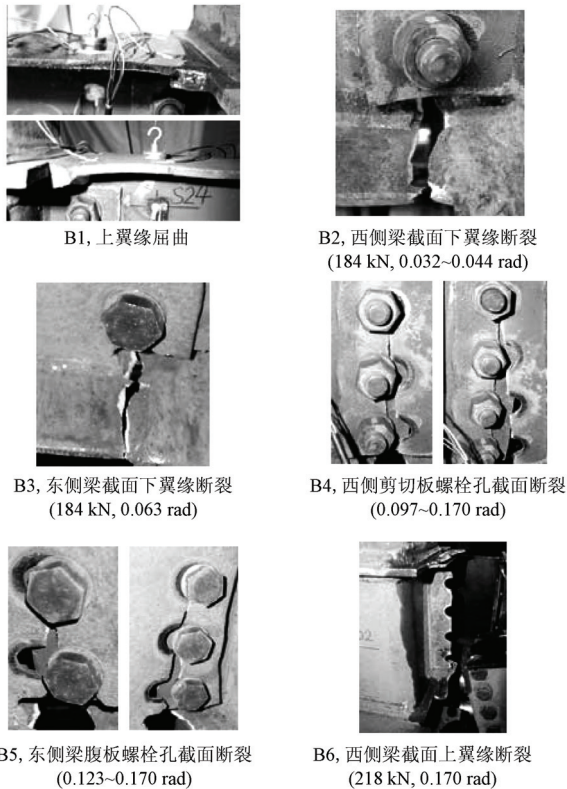 S24
B1, 上翼缘屈曲
B2, 西侧梁截面下翼缘断裂
(184 kN, 0.032~0.044 rad)
B3, 东侧梁截面下翼缘断裂
(184 kN, 0.063 rad)
B4, 西侧剪切板螺栓孔截面断裂
(0.097~0.170 rad)
B5, 东侧梁腹板螺栓孔截面断裂
(0.123~0.170 rad)
B6, 西侧梁截面上翼缘断裂
(218 kN, 0.170 rad)